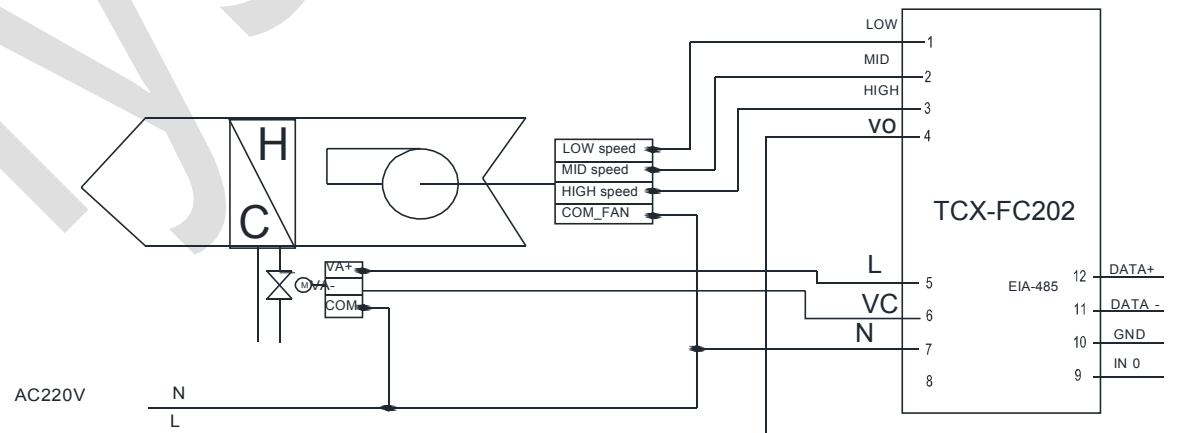 LOW
1
MID
2
HIGH
3
VO
4
H
C
LOW speed
MID speed
HIGH speed
COM_FAN
TCX-FC202
VA+
M
VA-
COM
L
5
VC
6
N
7
8
EIA-485
12
DATA+
11
DATA -
10
GND
9
IN 0
AC220V
N
L